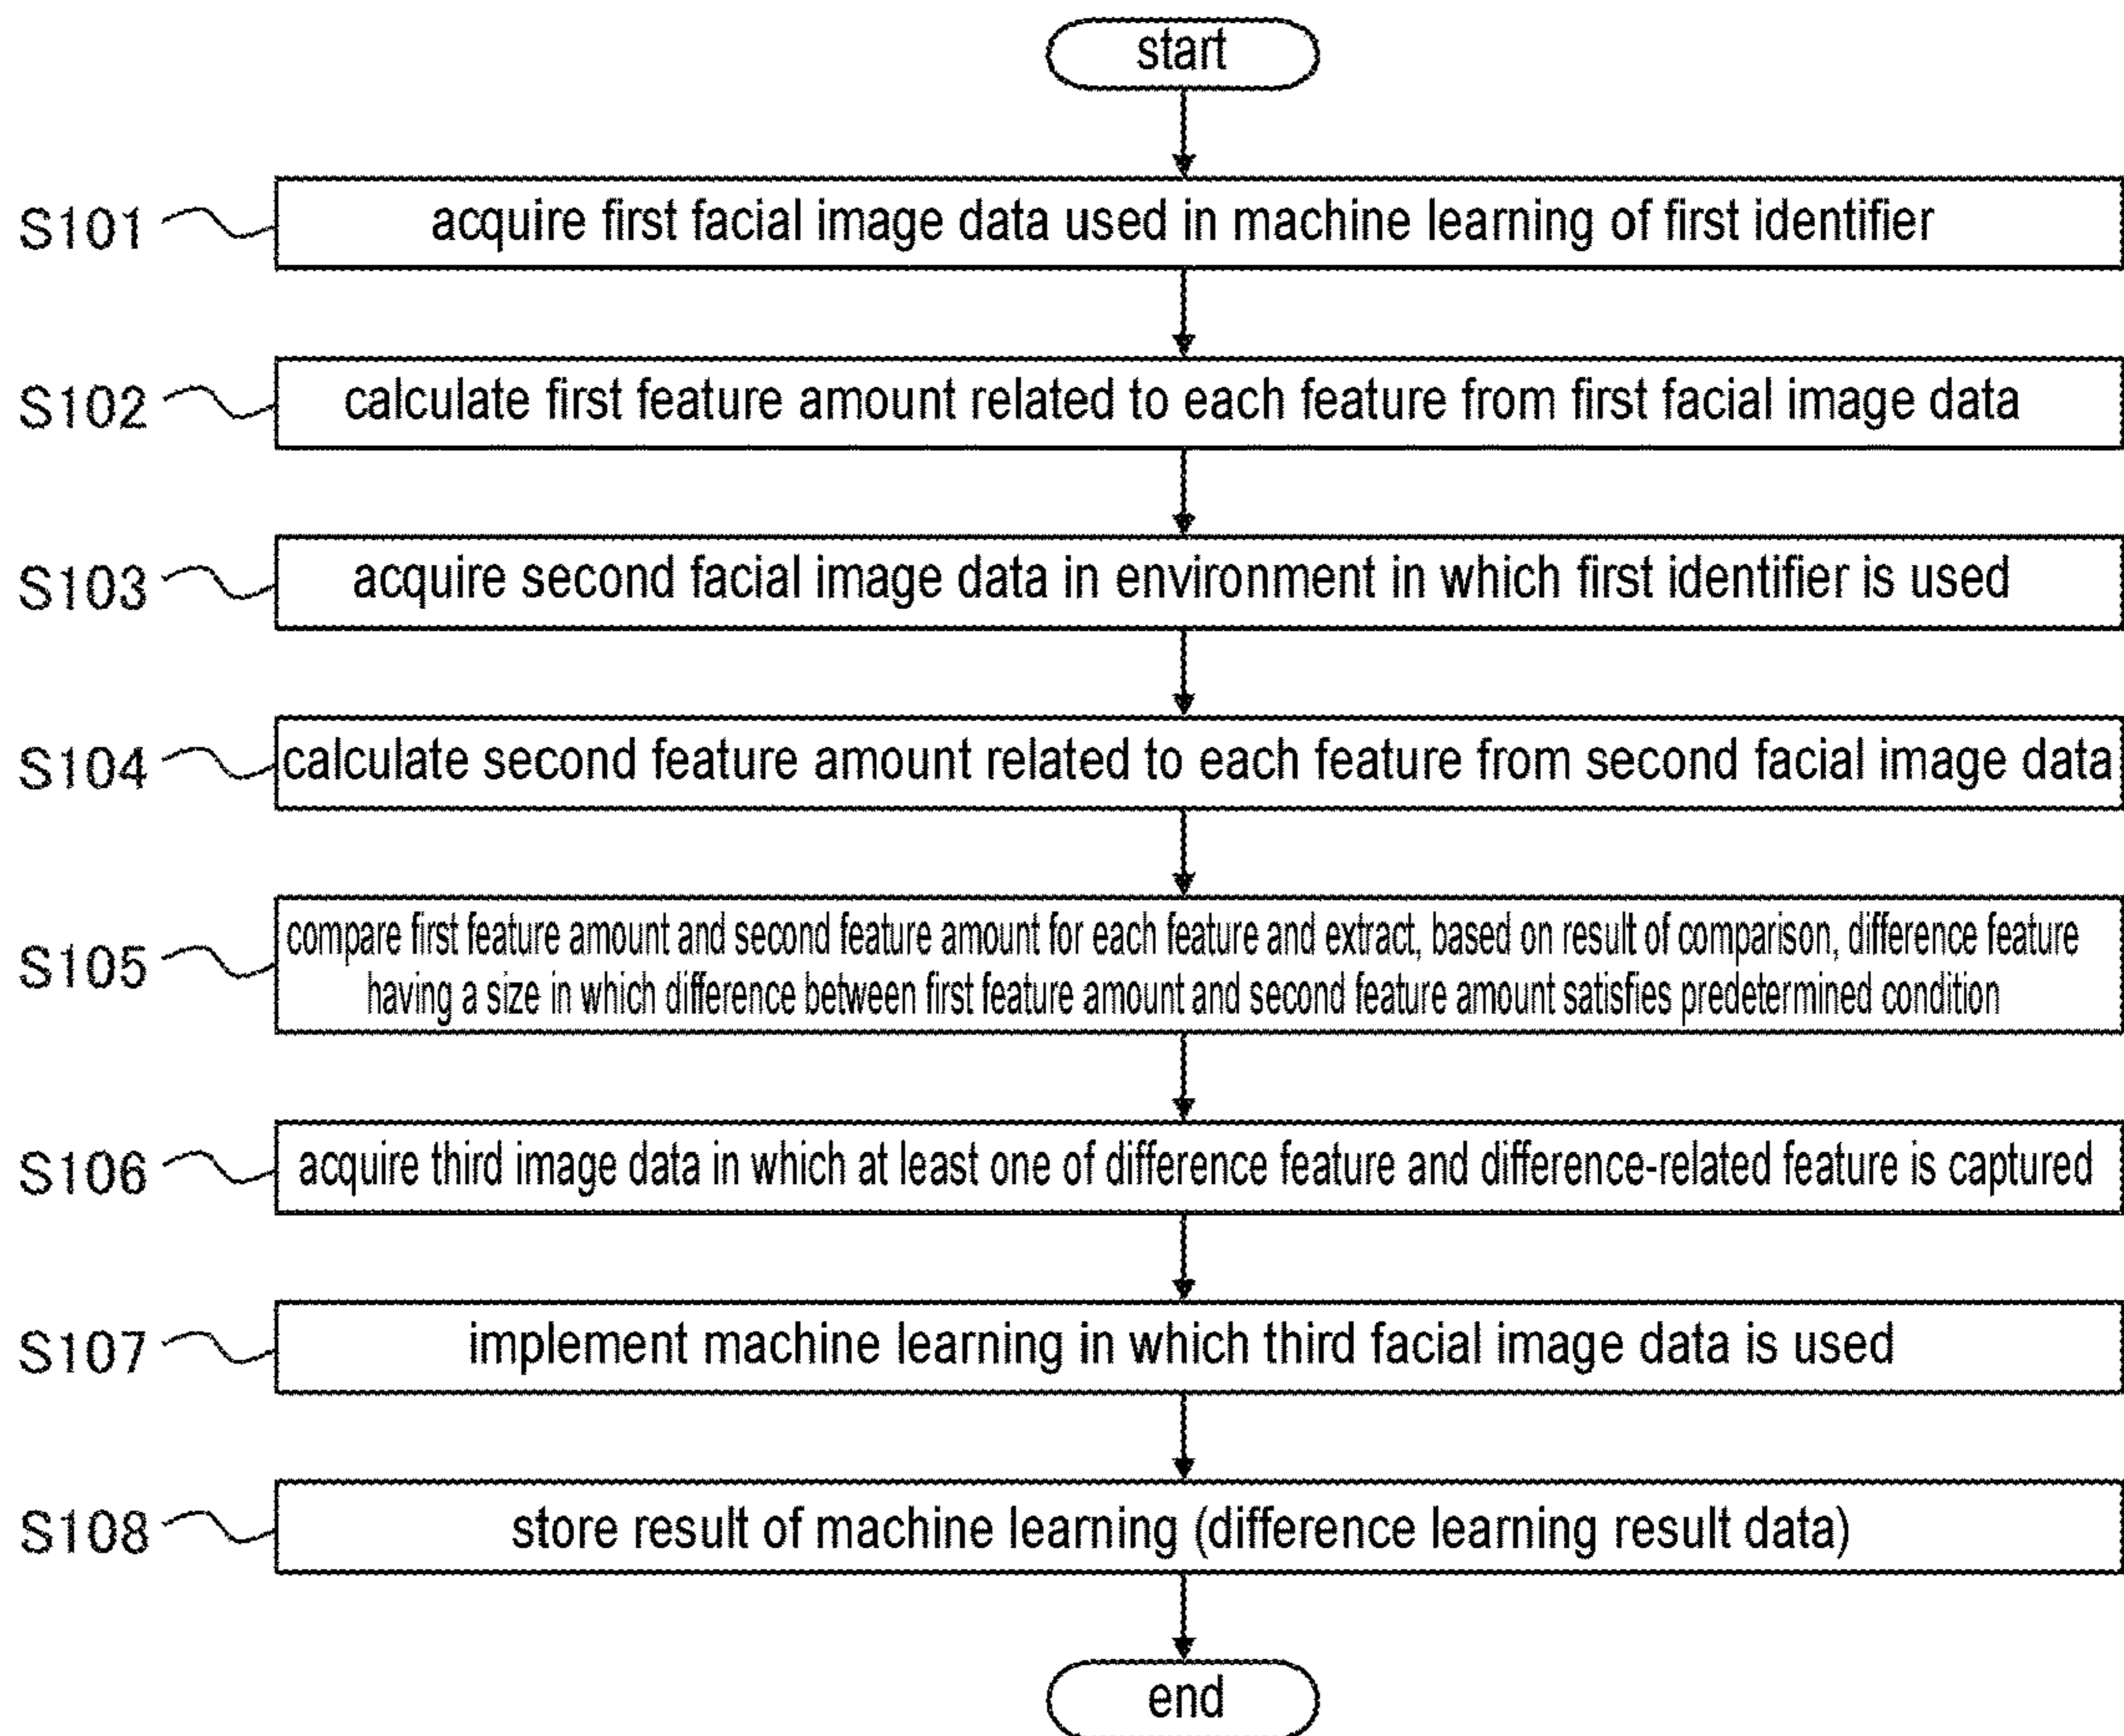 start
S101 acquire first facial image data used in machine learning of first identifier
S102 calculate first feature amount related to each feature from first facial image data
S103 acquire second facial image data in environment in which first identifier is used
S104 calculate second feature amount related to each feature from second facial image data
S105 compare first feature amount and second feature amount for each feature and extract, based on result of comparison, difference feature
having a size in which difference between first feature amount and second feature amount satisfies predetermined condition
S106 acquire third image data in which at least one of difference feature and difference-related feature is captured
S107 implement machine learning in which third facial image data is used
S108 store result of machine learning (difference learning result data)
end